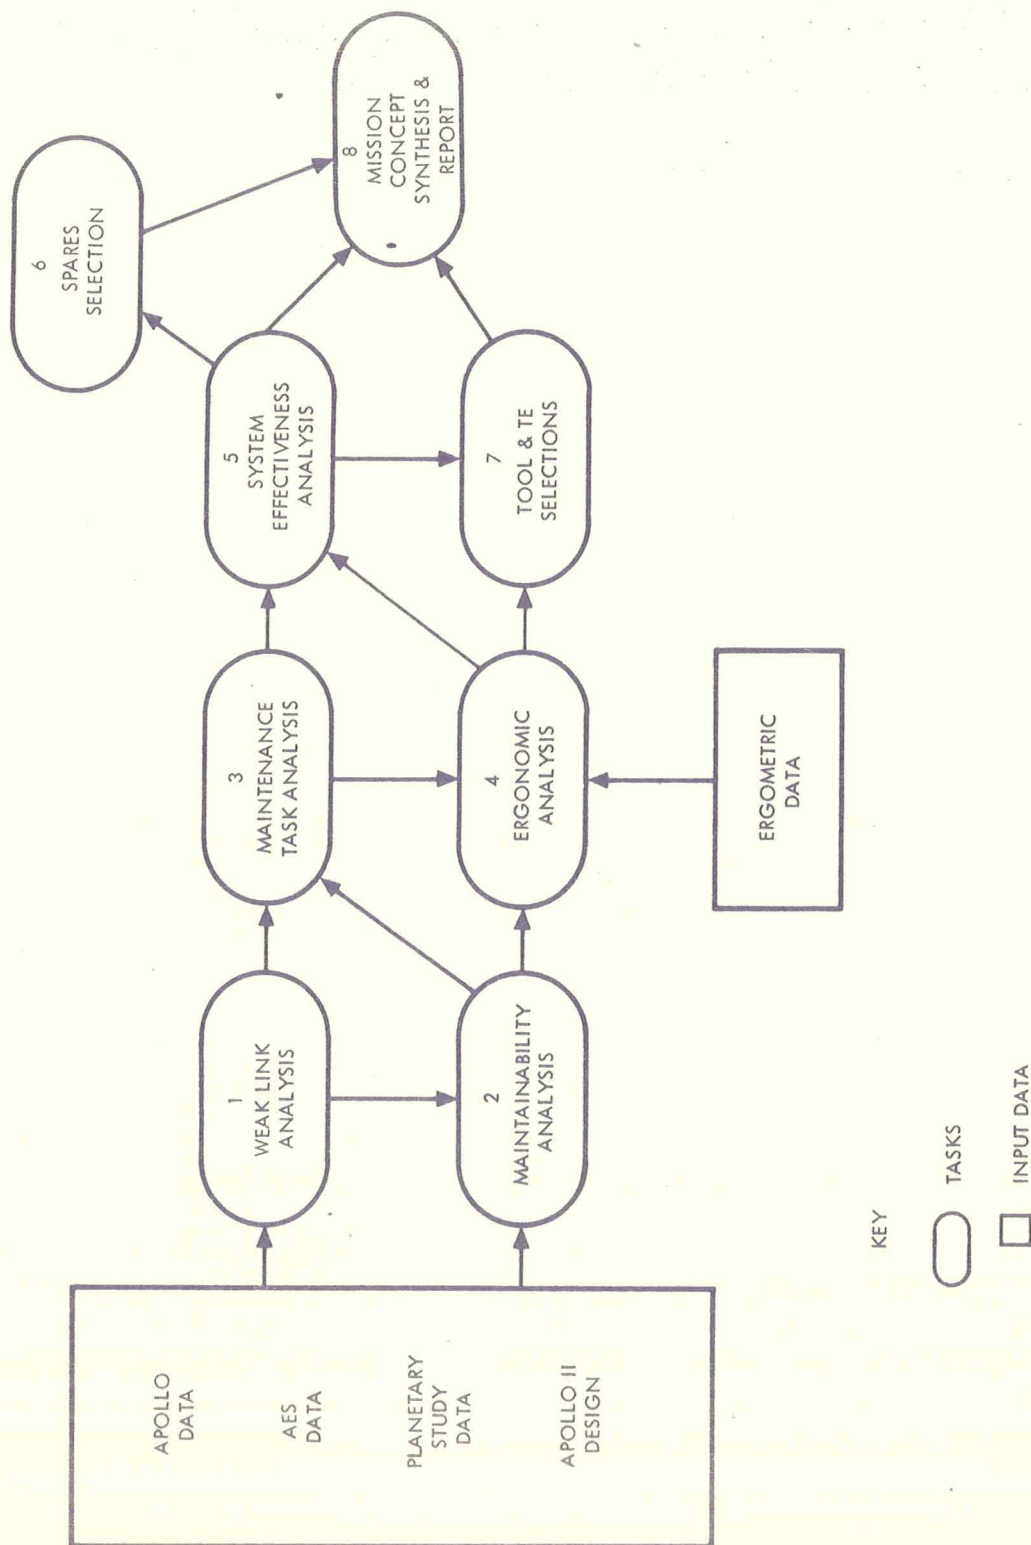 APOLLO
DATA
AES
DATA
PLANETARY
STUDY
DATA
APOLLO II
DESIGN
1
WEAK LINK
ANALYSIS
2
MAINTAINABILITY
ANALYSIS
3
MAINTENANCE
TASK ANALYSIS
4
ERGONOMIC
ANALYSIS
ERGOMETRIC
DATA
5
SYSTEM
EFFECTIVENESS
ANALYSIS
6
SPARES
SELECTION
7
TOOL & TE
SELECTIONS
8
MISSION
CONCEPT
SYNTHESIS &
REPORT
KEY
TASKS
INPUT DATA